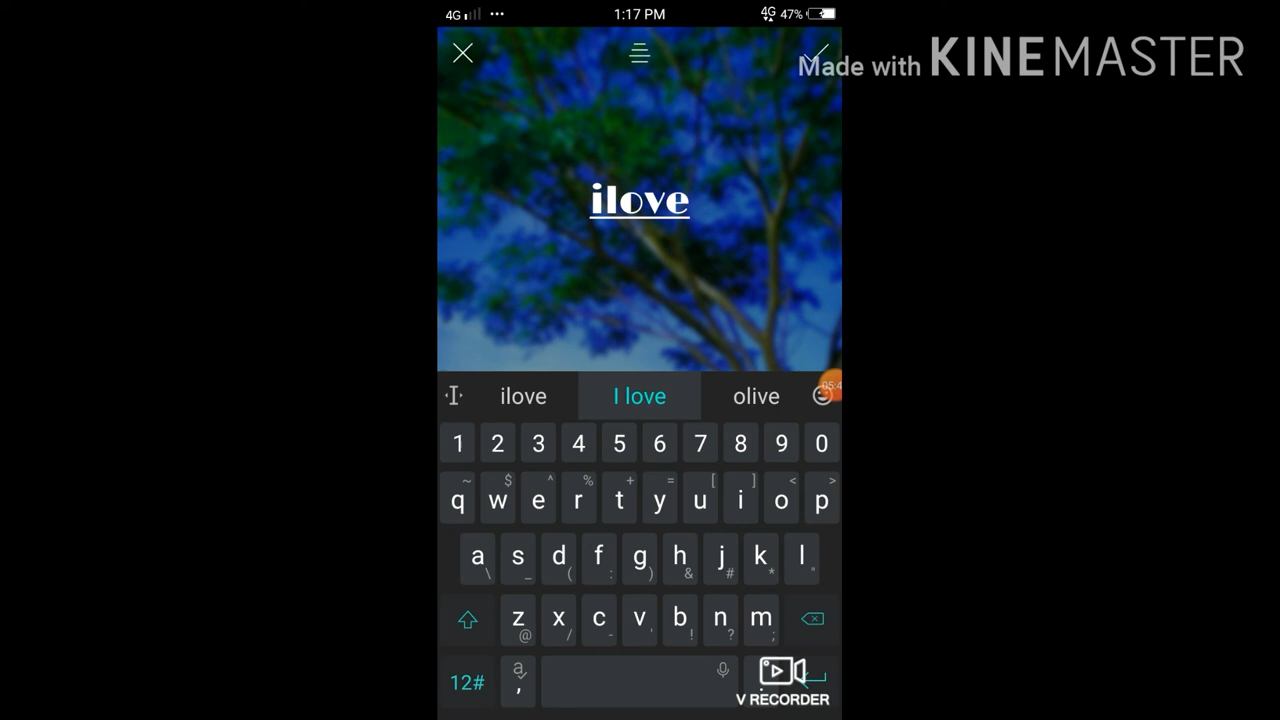 4G ••• 1:17 PM 4G 47%
Made with KINEMASTER
ilove
ilove I love olive
1 2 3 4 5 6 7 8 9 0
~ $ ^ % + = [ ] < >
q w e r t y u i o p
a s d f g h j k l
\ _ ( : ) & # * "
z x c v b n m
@ / - ' ! ? ;
12# a , .
V RECORDER